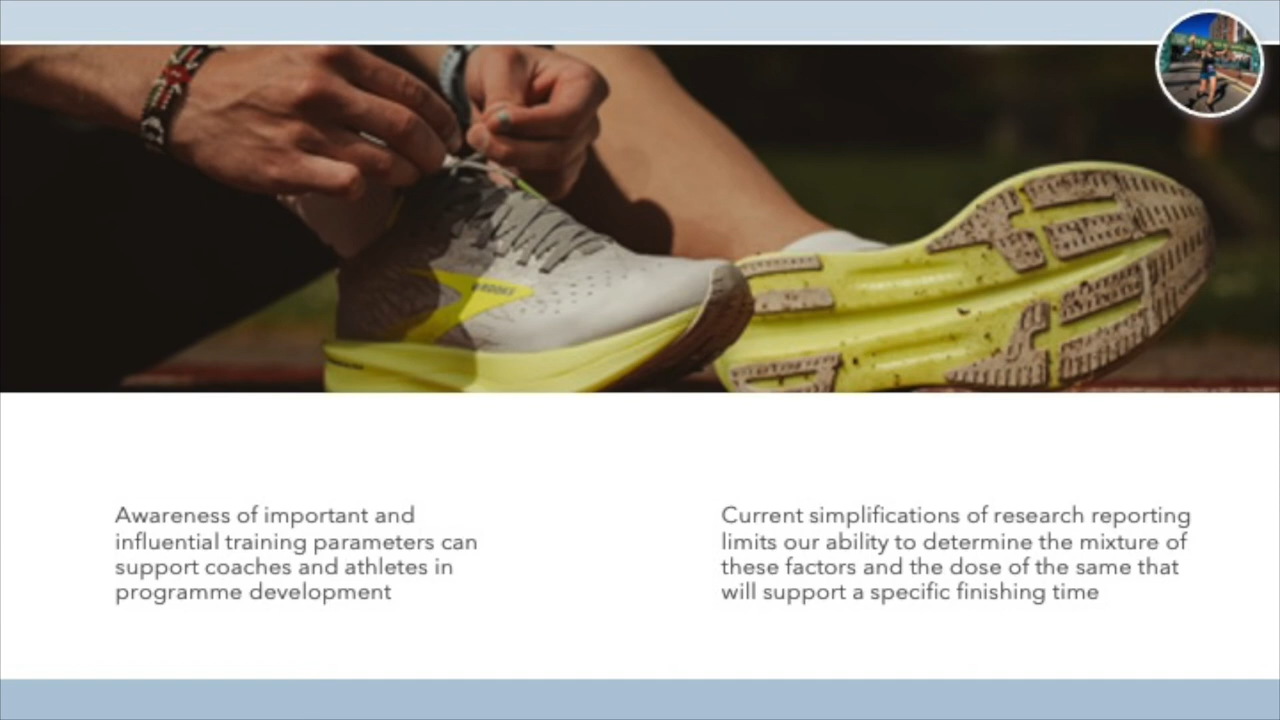 BROOKS
Awareness of important and
influential training parameters can
support coaches and athletes in
programme development
Current simplifications of research reporting
limits our ability to determine the mixture of
these factors and the dose of the same that
will support a specific finishing time